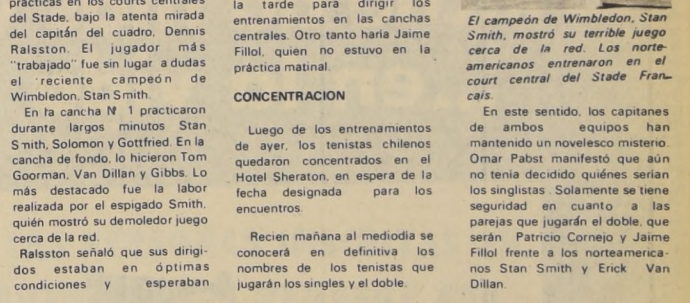 prácticas en los courts centrales
del Stade, bajo la atenta mirada
del capitán del cuadro, Dennis
Ralsston. El jugador más
"trabajado" fue sin lugar a dudas
el reciente campeón de
Wimbledon, Stan Smith.
En la cancha Nº 1 practicaron
durante largos minutos Stan
Smith, Solomon y Gottfried. En la
cancha de fondo, lo hicieron Tom
Goorman, Van Dillan y Gibbs. Lo
más destacado fue la labor
realizada por el espigado Smith,
quién mostró su demoledor juego
cerca de la red.
Ralsston señaló que sus dirigi-
dos estaban en óptimas
condiciones y esperaban
la tarde para dirigir los
entrenamientos en las canchas
centrales. Otro tanto haría Jaime
Fillol, quien no estuvo en la
práctica matinal.
CONCENTRACION
Luego de los entrenamientos
de ayer, los tenistas chilenos
quedaron concentrados en el
Hotel Sheraton, en espera de la
fecha designada para los
encuentros.
Recien mañana al mediodia se
conocerá en definitiva los
nombres de los tenistas que
jugarán los singles y el doble.
El campeón de Wimbledon, Stan
Smith, mostró su terrible juego
cerca de la red. Los norte-
americanos entrenaron en el
court central del Stade Fran-
cais.
En este sentido, los capitanes
de ambos equipos han
mantenido un novelesco misterio.
Omar Pabst manifestó que aún
no tenia decidido quiénes serían
los singlistas. Solamente se tiene
seguridad en cuanto a las
parejas que jugarán el doble, que
serán Patricio Cornejo y Jaime
Fillol frente a los norteamerica-
nos Stan Smith y Erick Van
Dillan.